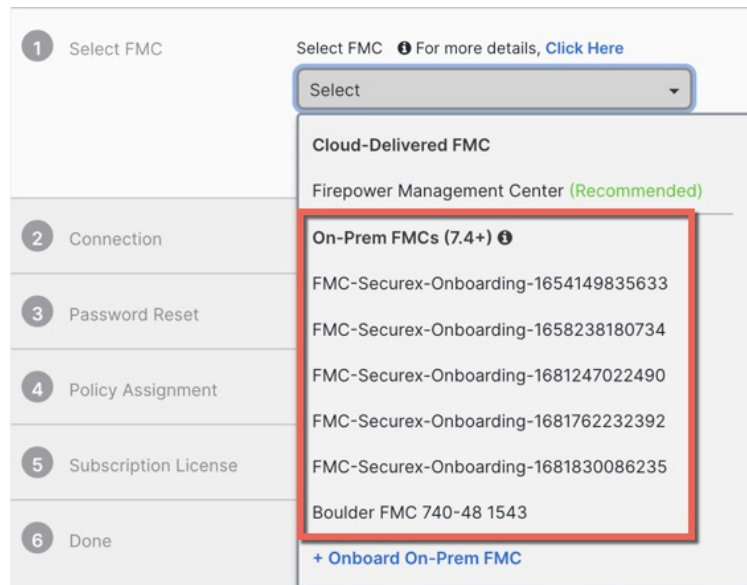 1 Select FMC
Select FMC For more details, Click Here
Select
Cloud-Delivered FMC
Firepower Management Center (Recommended)
2 Connection
On-Prem FMCs (7.4+)
FMC-Securex-Onboarding-1654149835633
3 Password Reset
FMC-Securex-Onboarding-1658238180734
FMC-Securex-Onboarding-1681247022490
4 Policy Assignment
FMC-Securex-Onboarding-1681762232392
5 Subscription License
FMC-Securex-Onboarding-1681830086235
Boulder FMC 740-48 1543
6 Done
+ Onboard On-Prem FMC